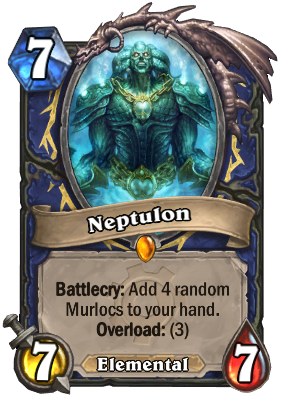 7
Neptulon
Battlecry: Add 4 random
Murlocs to your hand.
Overload: (3)
7
Elemental
7